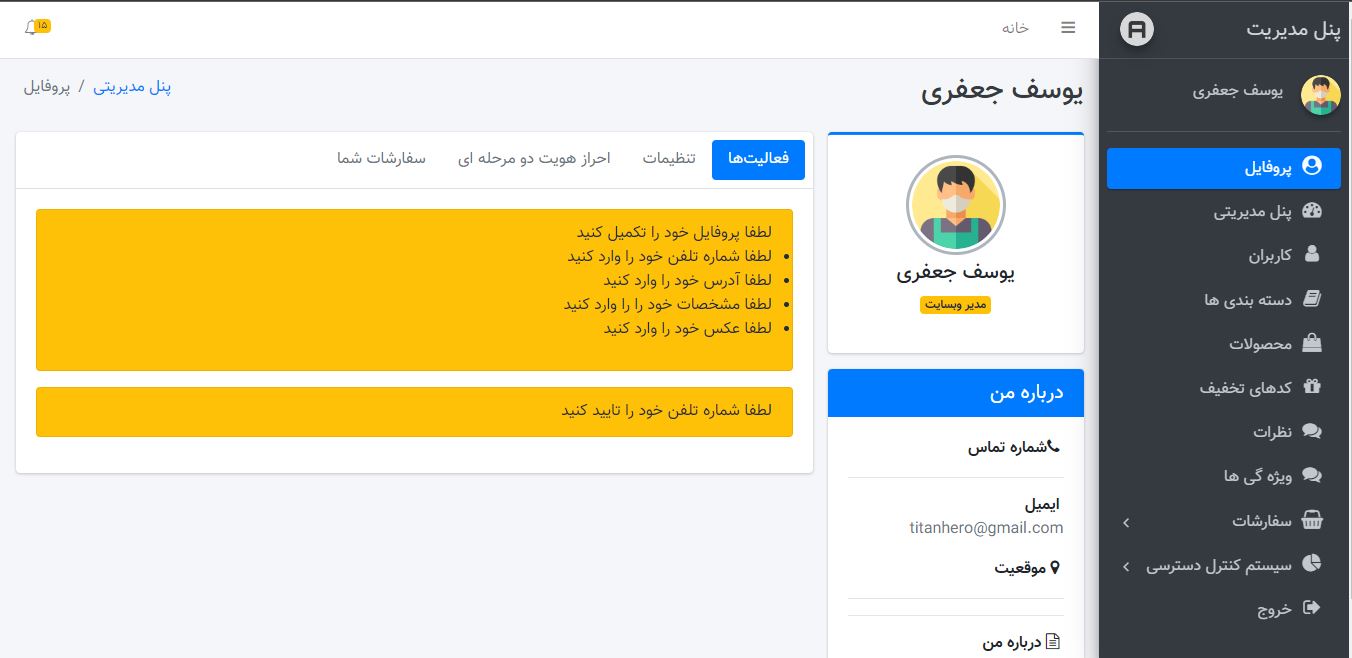 پنل مدیریت
یوسف جعفری
پروفایل
پنل مدیریتی
کاربران
دسته بندی ها
محصولات
کدهای تخفیف
نظرات
ویژه گی ها
سفارشات
سیستم کنترل دسترسی
خروج
خانه
۱۵
یوسف جعفری
پنل مدیریتی / پروفایل
یوسف جعفری
مدیر وبسایت
درباره من
شماره تماس
ایمیل
titanhero@gmail.com
موقعیت
درباره من
فعالیت‌ها تنظیمات احراز هویت دو مرحله ای سفارشات شما
لطفا پروفایل خود را تکمیل کنید
لطفا شماره تلفن خود را وارد کنید
لطفا آدرس خود را وارد کنید
لطفا مشخصات خود را را وارد کنید
لطفا عکس خود را وارد کنید
لطفا شماره تلفن خود را تایید کنید